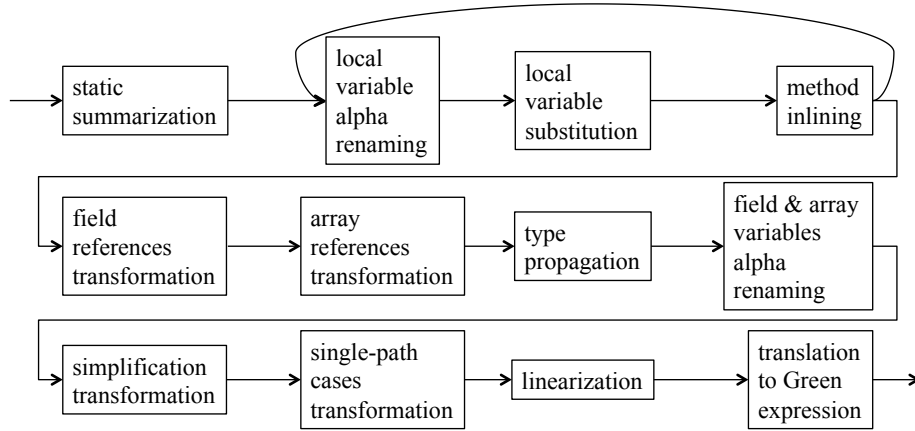 static
summarization
local
variable
alpha
renaming
local
variable
substitution
method
inlining
field
references
transformation
array
references
transformation
type
propagation
field & array
variables
alpha
renaming
simplification
transformation
single-path
cases
transformation
linearization
translation
to Green
expression